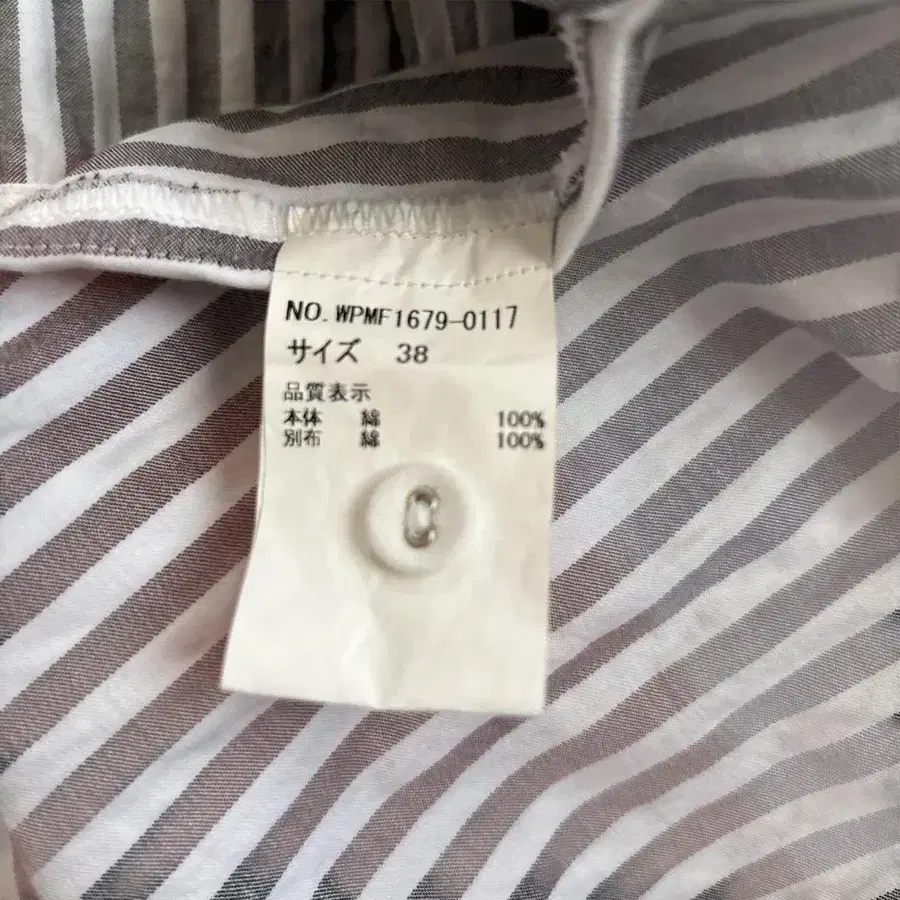 NO. WPMF1679-0117
サイズ 38
品質表示
本体 綿 100%
別布 綿 100%